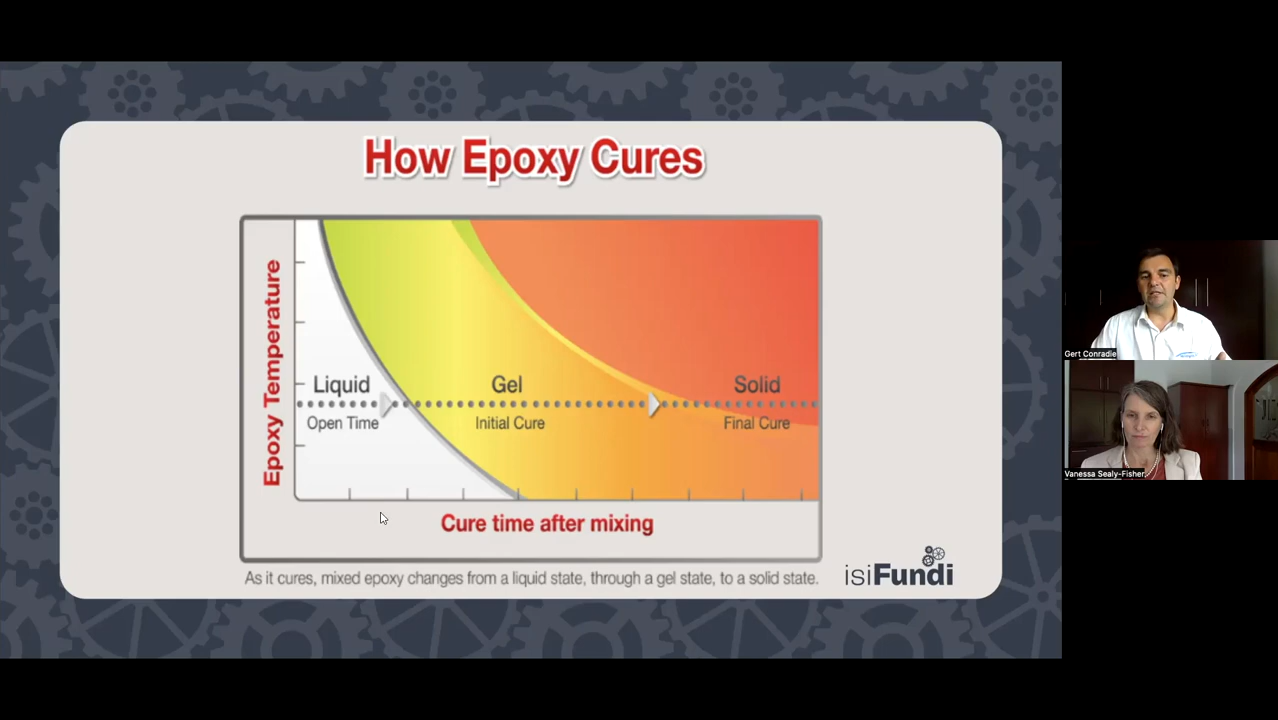 How Epoxy Cures
Epoxy Temperature
Liquid
Open Time
Gel
Initial Cure
Solid
Final Cure
Cure time after mixing
As it cures, mixed epoxy changes from a liquid state, through a gel state, to a solid state.
isiFundi
Gert Conradie
Vanessa Sealy-Fisher